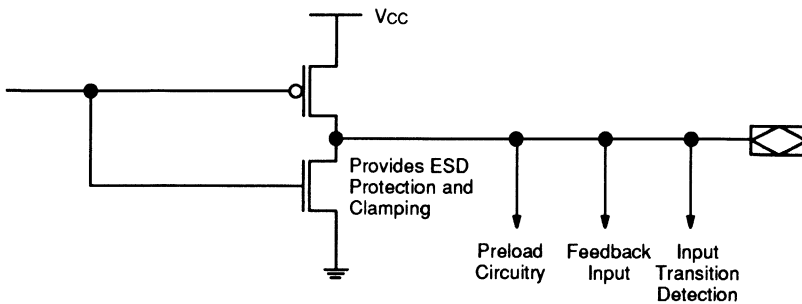 Vcc
Provides ESD
Protection and
Clamping
Preload
Circuitry
Feedback
Input
Input
Transition
Detection